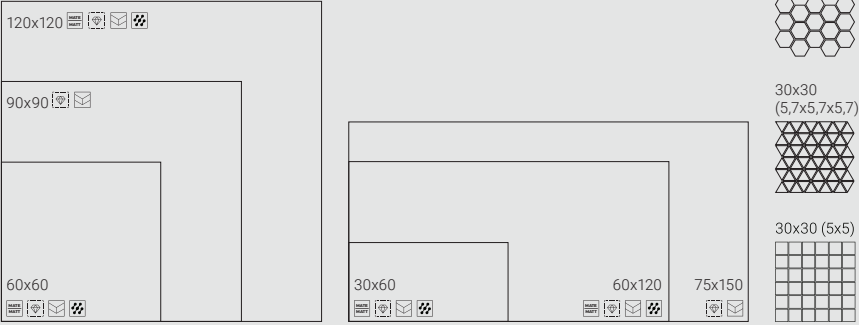 120x120 MATE MATT
90x90
60x60
MATE MATT
30x60
MATE MATT
60x120
MATE MATT
75x150
30x30
(5,7x5,7x5,7)
30x30 (5x5)